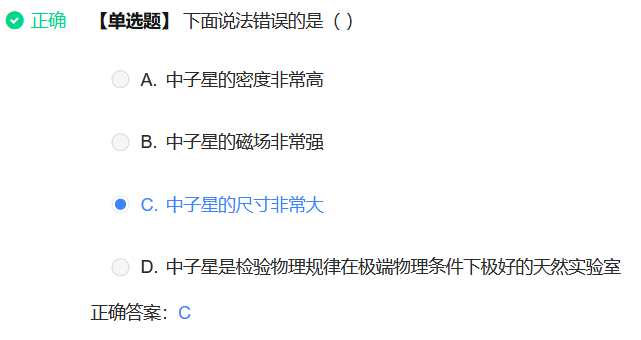 正确 【单选题】 下面说法错误的是（ ）
A. 中子星的密度非常高
B. 中子星的磁场非常强
C. 中子星的尺寸非常大
D. 中子星是检验物理规律在极端物理条件下极好的天然实验室
正确答案：C